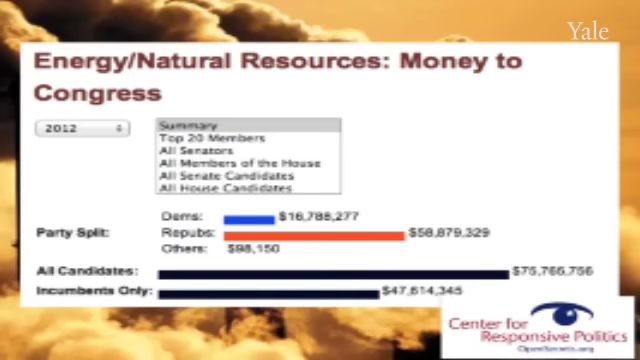 Yale
Energy/Natural Resources: Money to
Congress
2012
Summary
Top 20 Members
All Senators
All Members of the House
All Senate Candidates
All House Candidates
Dems: $16,788,277
Party Split: Repubs: $58,879,329
Others: $98,150
All Candidates: $75,765,756
Incumbents Only: $47,614,345
Center for
Responsive Politics
OpenSecrets.org